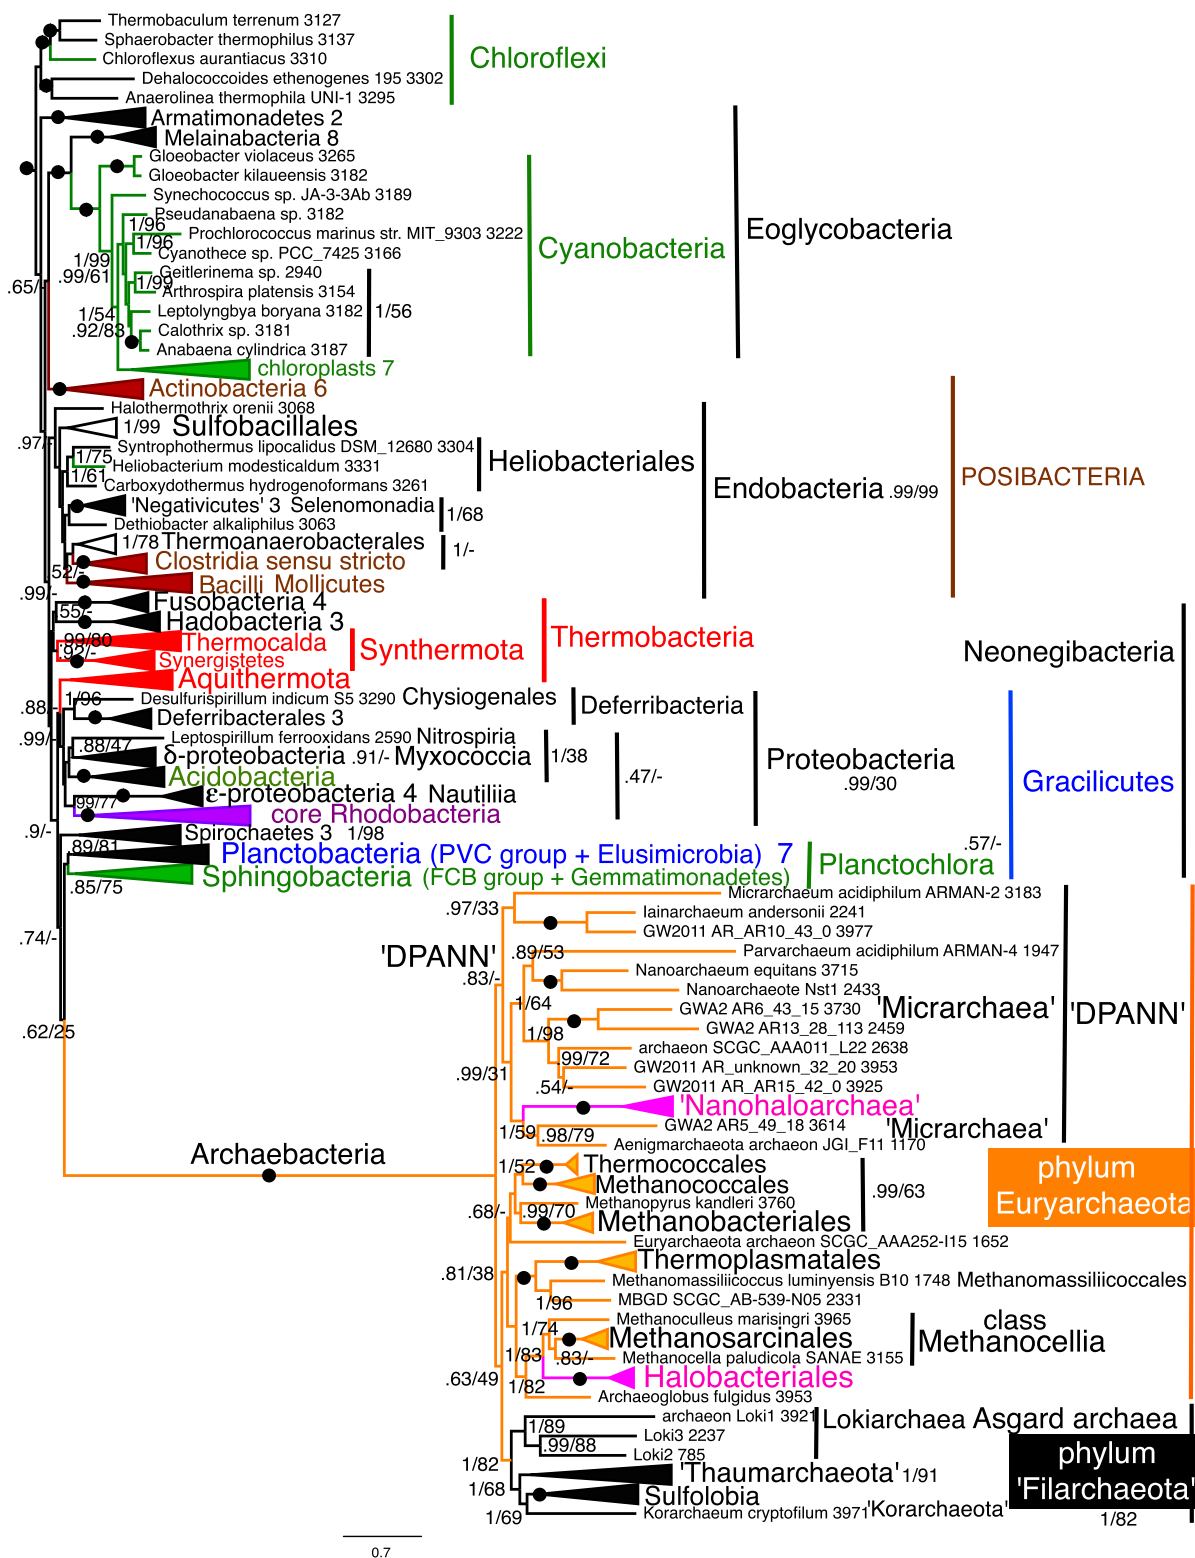 Thermobaculum terrenum 3127
Sphaerobacter thermophilus 3137
Chloroflexus aurantiacus 3310
Chloroflexi
Dehalococcoides ethenogenes 195 3302
Anaerolinea thermophila UNI-1 3295
Armatimonadetes 2
Melainabacteria 8
Gloeobacter violaceus 3265
Gloeobacter kilaueensis 3182
Synechococcus sp. JA-3-3Ab 3189
Pseudanabaena sp. 3182
1/96
Prochlorococcus marinus str. MIT_9303 3222
Eoglycobacteria
1/96
Cyanothece sp. PCC_7425 3166
Cyanobacteria
1/99
.99/61
Geitlerinema sp. 2940
1/99
Arthrospira platensis 3154
.65/-
Leptolyngbya boryana 3182
1/56
1/54
.92/83
Calothrix sp. 3181
Anabaena cylindrica 3187
chloroplasts 7
Actinobacteria 6
Halothermothrix orenii 3068
1/99 Sulfobacillales
.97/-
Syntrophothermus lipocalidus DSM_12680 3304
1/75
Heliobacterium modesticaldum 3331
Heliobacteriales
1/61
Carboxydothermus hydrogenoformans 3261
Endobacteria .99/99
POSIBACTERIA
'Negativicutes' 3 Selenomonadia
1/68
Dethiobacter alkaliphilus 3063
1/78 Thermoanaerobacterales
1/-
Clostridia sensu stricto
.52/-
Bacilli Mollicutes
.99/-
Fusobacteria 4
.55/-
Hadobacteria 3
.99/80
Thermocalda
.92/-
Synergistetes
Synthermota
Thermobacteria
Neonegibacteria
Aquithermota
1/96
Desulfurispirillum indicum S5 3290 Chysiogenales
.88/-
Deferribacterales 3
Deferribacteria
.99/-
Leptospirillum ferrooxidans 2590 Nitrospiria
.88/47
δ-proteobacteria .91/- Myxococcia
1/38
Proteobacteria
.99/30
Acidobacteria
.47/-
Gracilicutes
ε-proteobacteria 4 Nautiliia
.99/77
core Rhodobacteria
.9/-
Spirochaetes 3 1/98
.89/81
Planctobacteria (PVC group + Elusimicrobia) 7
.57/-
Planctochlora
Sphingobacteria (FCB group + Gemmatimonadetes)
.85/75
Micrarchaeum acidiphilum ARMAN-2 3183
.97/33
Iainarchaeum andersonii 2241
GW2011 AR_AR10_43_0 3977
.74/-
'DPANN'
.89/53
Parvarchaeum acidiphilum ARMAN-4 1947
.83/-
Nanoarchaeum equitans 3715
Nanoarchaeote Nst1 2433
1/64
GWA2 AR6_43_15 3730
'Micrarchaea'
'DPANN'
.62/25
1/98
GWA2 AR13_28_113 2459
archaeon SCGC_AAA011_L22 2638
.99/72
GW2011 AR_unknown_32_20 3953
.99/31
.54/-
GW2011 AR_AR15_42_0 3925
'Nanohaloarchaea'
GWA2 AR5_49_18 3614
'Micrarchaea'
1/59
.98/79
Aenigmarchaeota archaeon JGI_F11 1170
Archaebacteria
1/52
Thermococcales
Methanococcales
.99/63
phylum
Euryarchaeota
Methanopyrus kandleri 3760
.68/-
.99/70
Methanobacteriales
Euryarchaeota archaeon SCGC_AAA252-I15 1652
Thermoplasmatales
.81/38
Methanomassiliicoccus luminyensis B10 1748 Methanomassiliicoccales
1/96
MBGD SCGC_AB-539-N05 2331
Methanoculleus marisingri 3965
1/74
Methanosarcinales
class
Methanocellia
1/83
.83/-
Methanocella paludicola SANAE 3155
.63/49
Halobacteriales
1/82
Archaeoglobus fulgidus 3953
archaeon Loki1 3921
1/89
Lokiarchaea Asgard archaea
Loki3 2237
.99/88
Loki2 785
1/82
'Thaumarchaeota' 1/91
phylum
'Filarchaeota'
1/68
Sulfolobia
Korarchaeum cryptofilum 3971 'Korarchaeota'
1/69
1/82
0.7